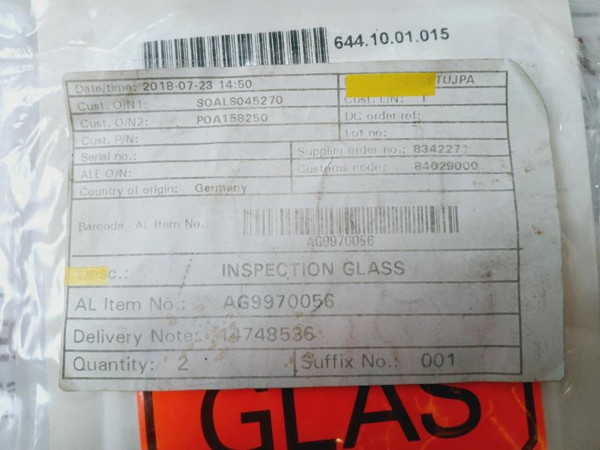 644.10.01.015
Date/time: 2018-07-23 14:50
TUJPA
Cust. O/N1: SOALS045270
Cust. L/N: 1
Cust. O/N2: POA158250
DC order ref:
Cust. P/N:
Lot no:
Serial no.:
Supplier order no.: 8342272
ALE O/N:
Customs code: 84029000
Country of origin: Germany
Barcode - AL Item No.:
AG9970056
c.: INSPECTION GLASS
AL Item No.: AG9970056
Delivery Note: 14748536
Quantity: 2
Suffix No.: 001
GLAS